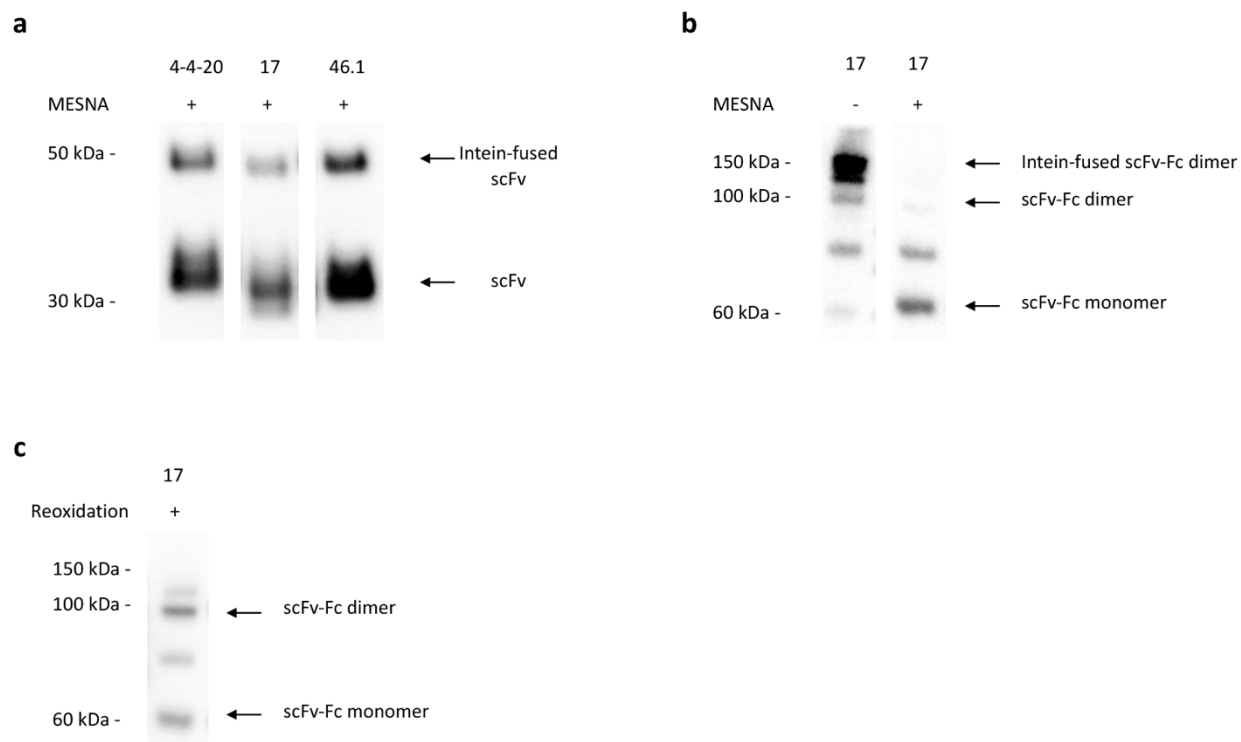 a
4-4-20 17 46.1
MESNA + + +
50 kDa -
Intein-fused
scFv
scFv
30 kDa -
b
17 17
MESNA - +
150 kDa - Intein-fused scFv-Fc dimer
100 kDa - scFv-Fc dimer
60 kDa - scFv-Fc monomer
c
17
Reoxidation +
150 kDa -
100 kDa - scFv-Fc dimer
60 kDa - scFv-Fc monomer